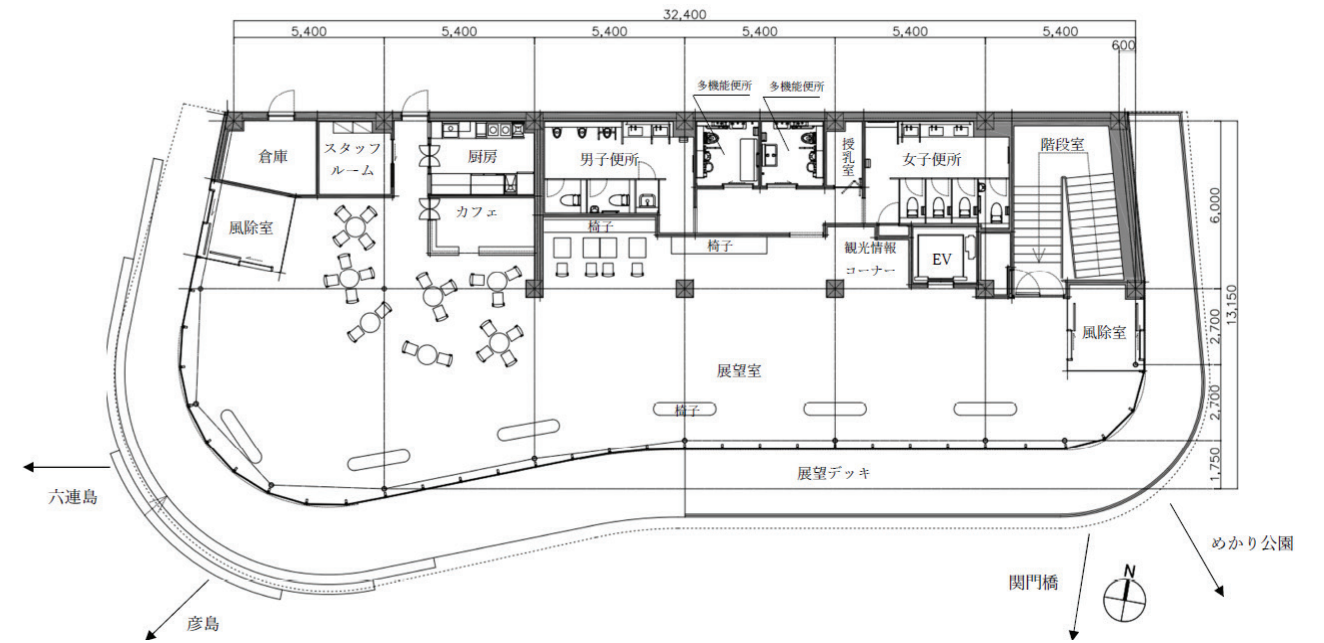 32,400
5,400 5,400 5,400 5,400 5,400 5,400
600
多機能便所 多機能便所
倉庫
スタッフ
ルーム
厨房
男子便所
授乳室
女子便所
階段室
カフェ
風除室
椅子
椅子
観光情報
コーナー
EV
6,000
13,150
2,700
風除室
展望室
椅子
2,700
展望デッキ
1,750
六連島
めかり公園
関門橋
N
彦島